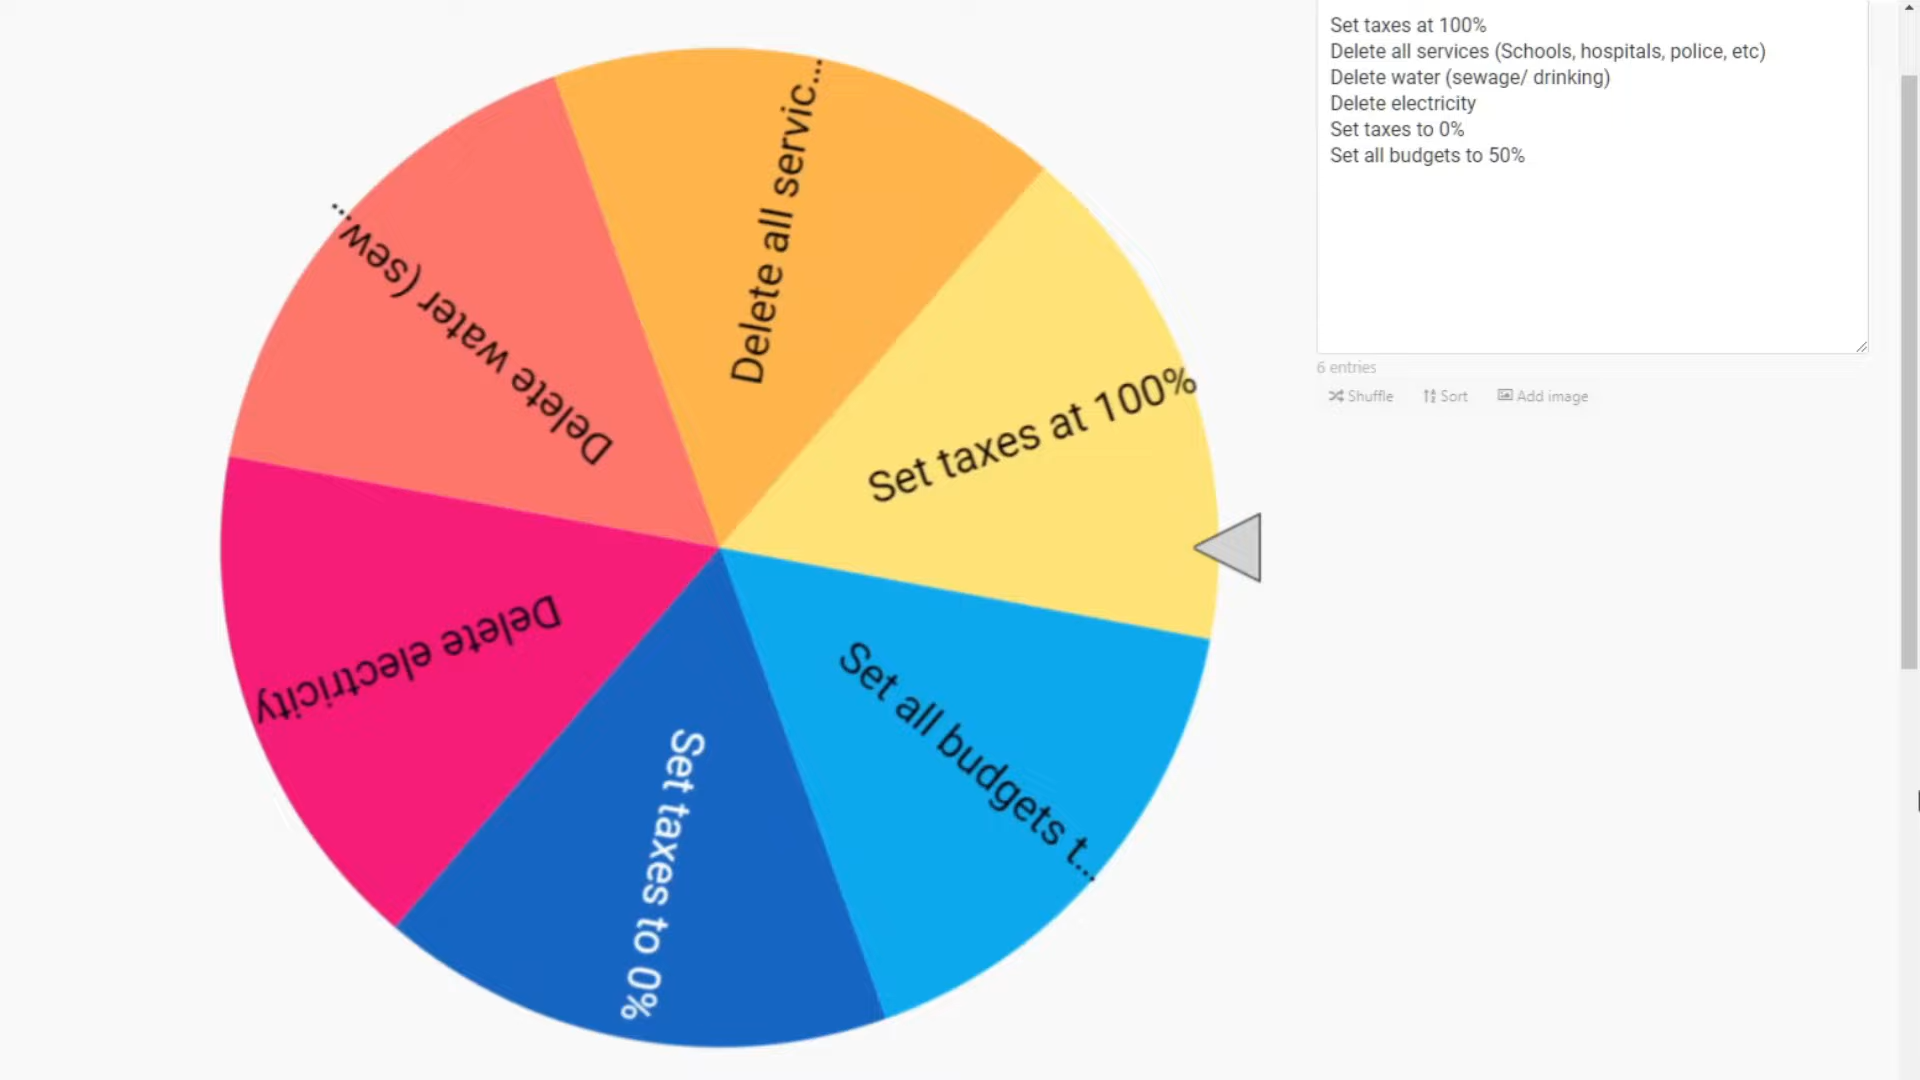 Delete all servic...
Set taxes at 100%
Delete water (sew...
Delete electricity
Set taxes to 0%
Set all budgets t...
Set taxes at 100%
Delete all services (Schools, hospitals, police, etc)
Delete water (sewage/ drinking)
Delete electricity
Set taxes to 0%
Set all budgets to 50%
6 entries
Shuffle Sort Add image